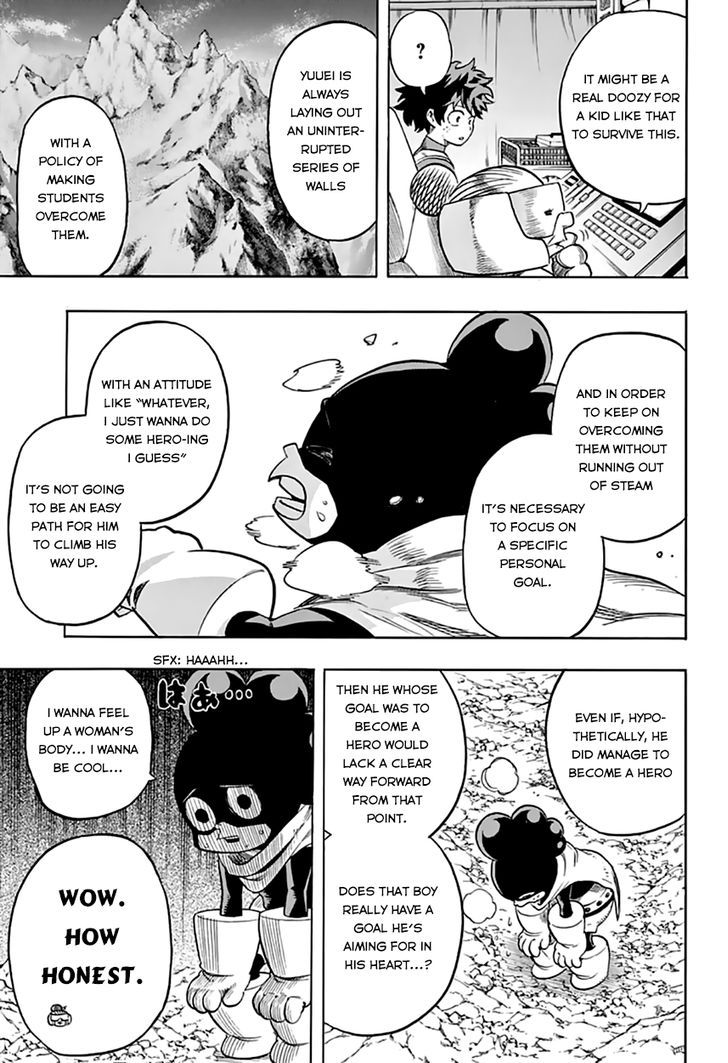 IT MIGHT BE A
REAL DOOZY FOR
A KID LIKE THAT
TO SURVIVE THIS.
?
YUUEI IS
ALWAYS
LAYING OUT
AN UNINTER-
RUPTED
SERIES OF
WALLS
WITH A
POLICY OF
MAKING
STUDENTS
OVERCOME
THEM.
AND IN ORDER
TO KEEP ON
OVERCOMING
THEM WITHOUT
RUNNING OUT
OF STEAM
IT'S NECESSARY
TO FOCUS ON
A SPECIFIC
PERSONAL
GOAL.
WITH AN ATTITUDE
LIKE "WHATEVER,
I JUST WANNA DO
SOME HERO-ING
I GUESS"
IT'S NOT GOING
TO BE AN EASY
PATH FOR HIM
TO CLIMB HIS
WAY UP.
EVEN IF, HYPO-
THETICALLY, HE
DID MANAGE TO
BECOME A HERO
THEN HE WHOSE
GOAL WAS TO
BECOME A
HERO WOULD
LACK A CLEAR
WAY FORWARD
FROM THAT
POINT.
DOES THAT BOY
REALLY HAVE A
GOAL HE'S
AIMING FOR IN
HIS HEART...?
SFX: HAAAHH...
はぁ...
I WANNA FEEL
UP A WOMAN'S
BODY... I WANNA
BE COOL...
WOW.
HOW
HONEST.